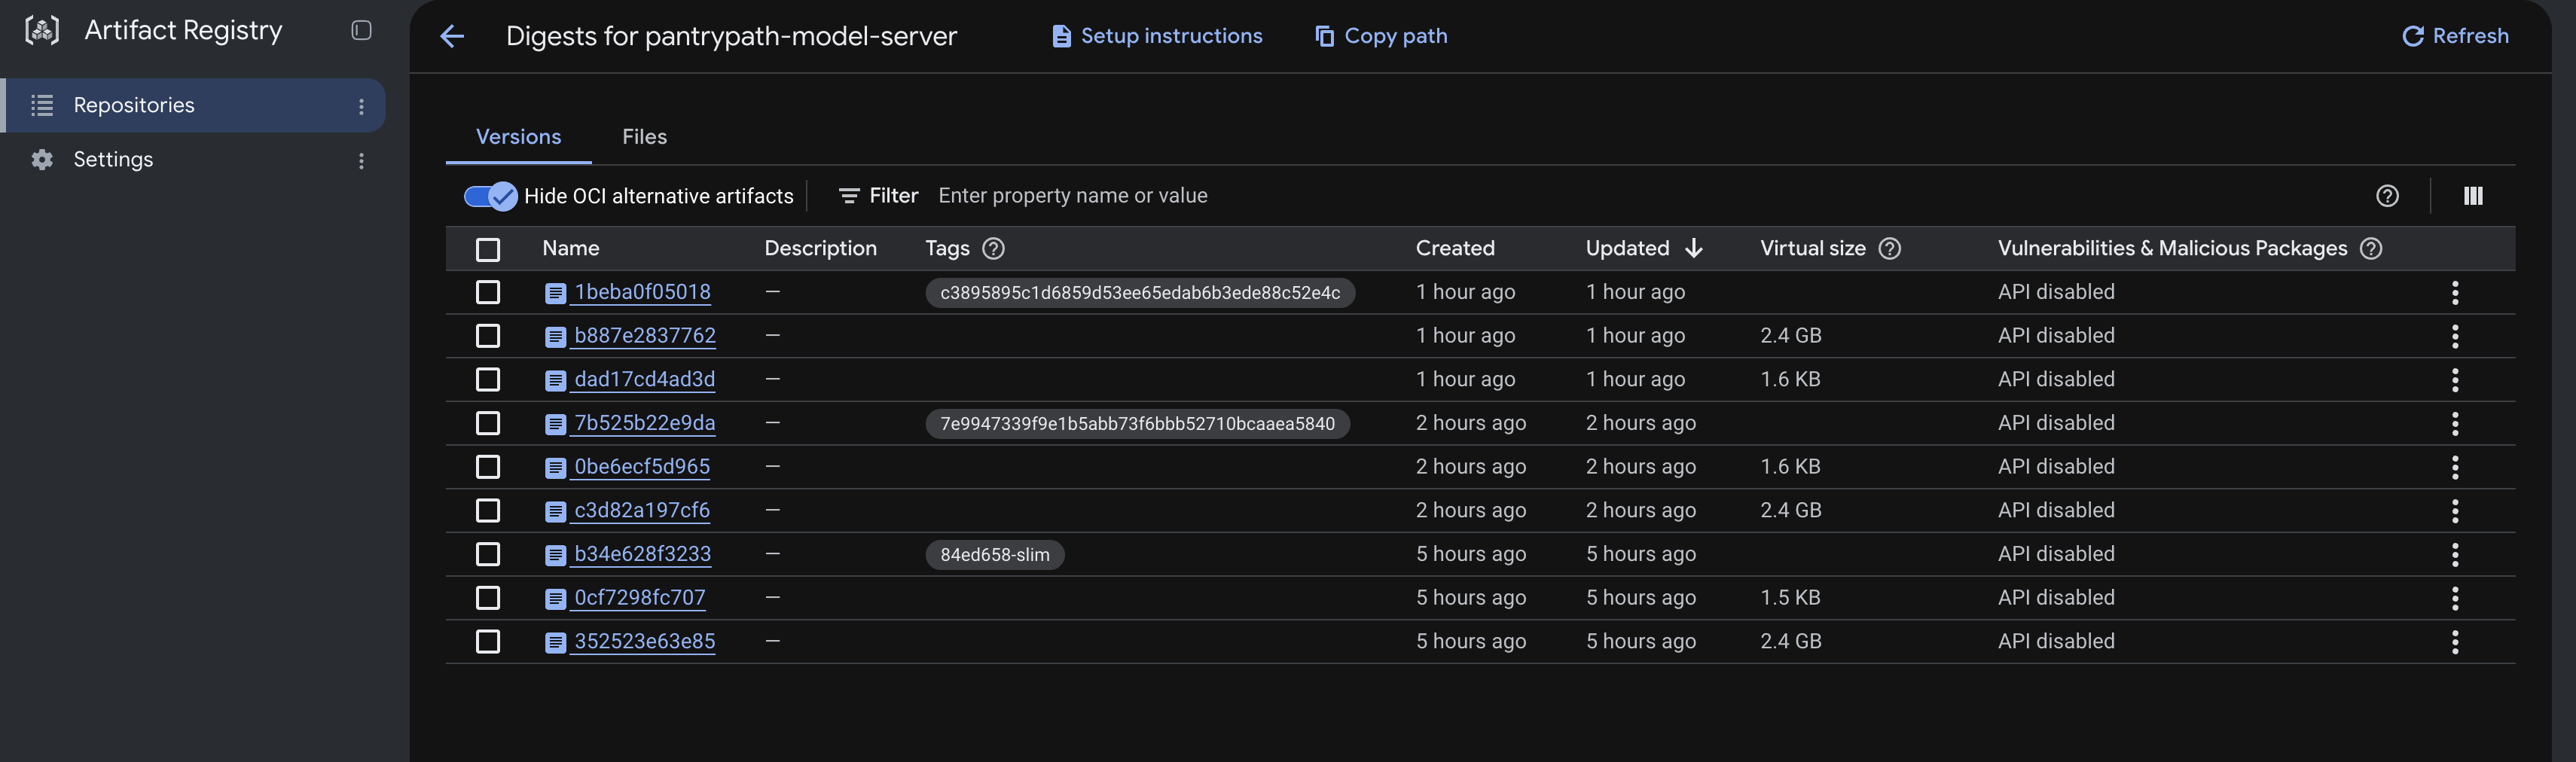 Artifact Registry
Repositories
Settings
Digests for pantrypath-model-server
Setup instructions
Copy path
Refresh
Versions
Files
Hide OCI alternative artifacts
Filter
Enter property name or value
Name Description Tags Created Updated Virtual size Vulnerabilities & Malicious Packages
1beba0f05018 — c3895895c1d6859d53ee65edab6b3ede88c52e4c 1 hour ago 1 hour ago API disabled
b887e2837762 — 1 hour ago 1 hour ago 2.4 GB API disabled
dad17cd4ad3d — 1 hour ago 1 hour ago 1.6 KB API disabled
7b525b22e9da — 7e9947339f9e1b5abb73f6bbb52710bcaaea5840 2 hours ago 2 hours ago API disabled
0be6ecf5d965 — 2 hours ago 2 hours ago 1.6 KB API disabled
c3d82a197cf6 — 2 hours ago 2 hours ago 2.4 GB API disabled
b34e628f3233 — 84ed658-slim 5 hours ago 5 hours ago API disabled
0cf7298fc707 — 5 hours ago 5 hours ago 1.5 KB API disabled
352523e63e85 — 5 hours ago 5 hours ago 2.4 GB API disabled